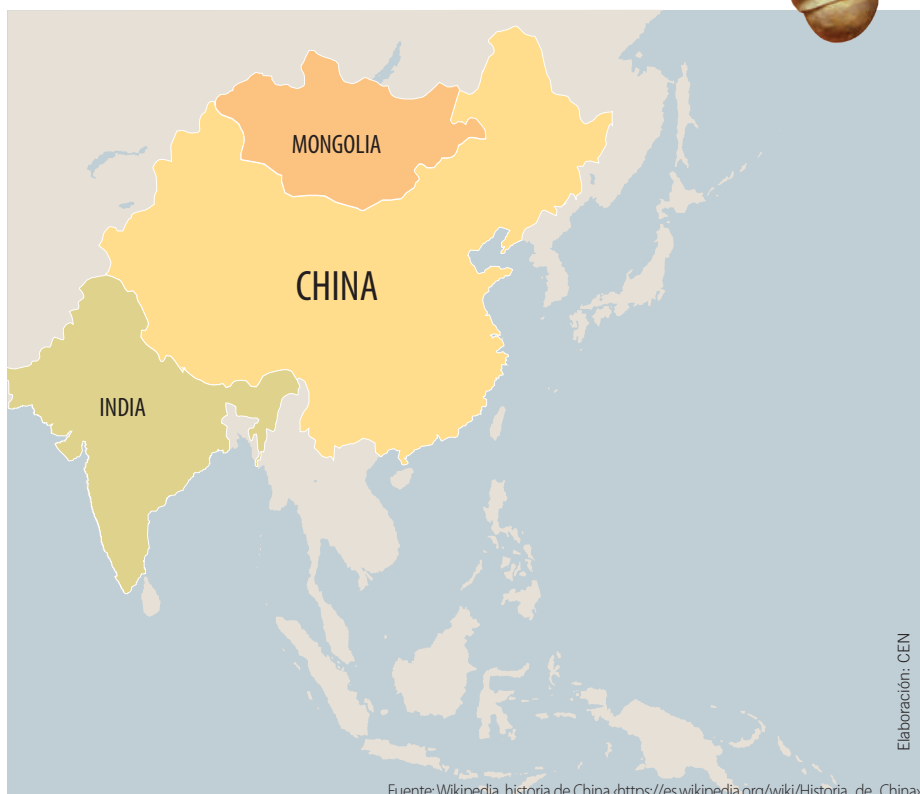 MONGOLIA
CHINA
INDIA
Elaboración: CEN
Fuente: Wikipedia, historia de China <https://es.wikipedia.org/wiki/Historia_de_China>